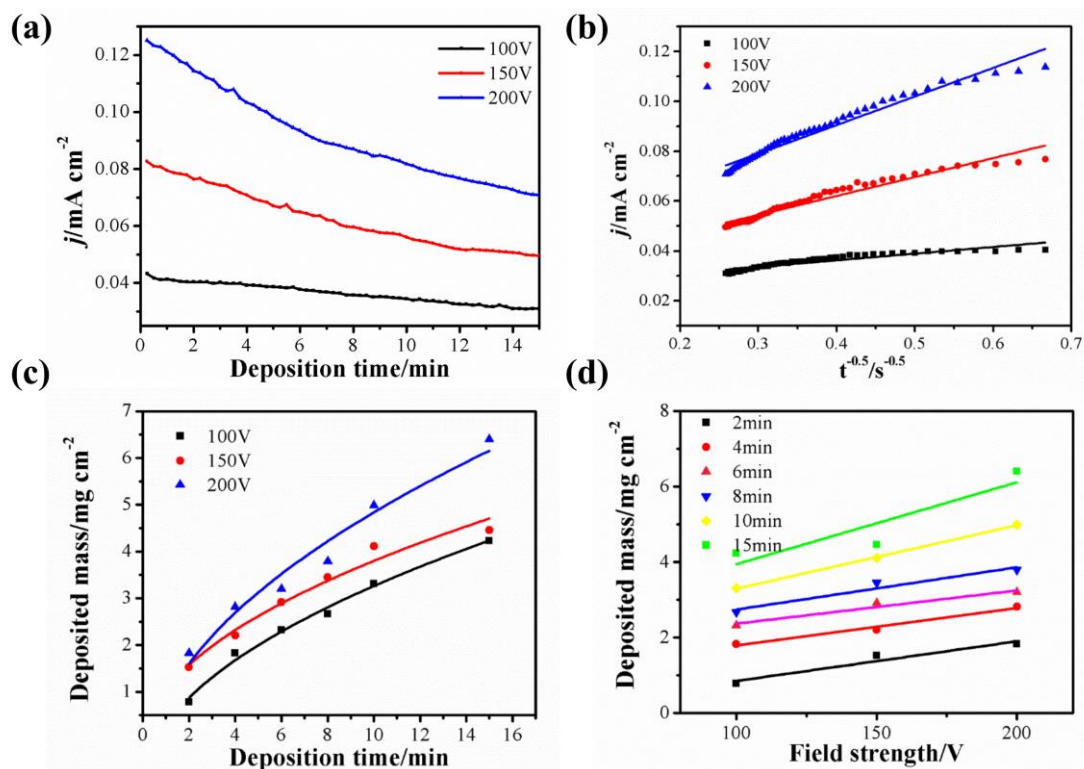 (a)
0.12
0.10
0.08
0.06
0.04
j/mA cm⁻²
100V
150V
200V
0 2 4 6 8 10 12 14
Deposition time/min
(b)
0.12
0.10
0.08
0.06
0.04
0.02
0.00
j/mA cm⁻²
100V
150V
200V
0.2 0.3 0.4 0.5 0.6 0.7
t⁻⁰·⁵/s⁻⁰·⁵
(c)
7
6
5
4
3
2
1
Deposited mass/mg cm⁻²
100V
150V
200V
0 2 4 6 8 10 12 14 16
Deposition time/min
(d)
8
6
4
2
0
Deposited mass/mg cm⁻²
2min
4min
6min
8min
10min
15min
100 150 200
Field strength/V